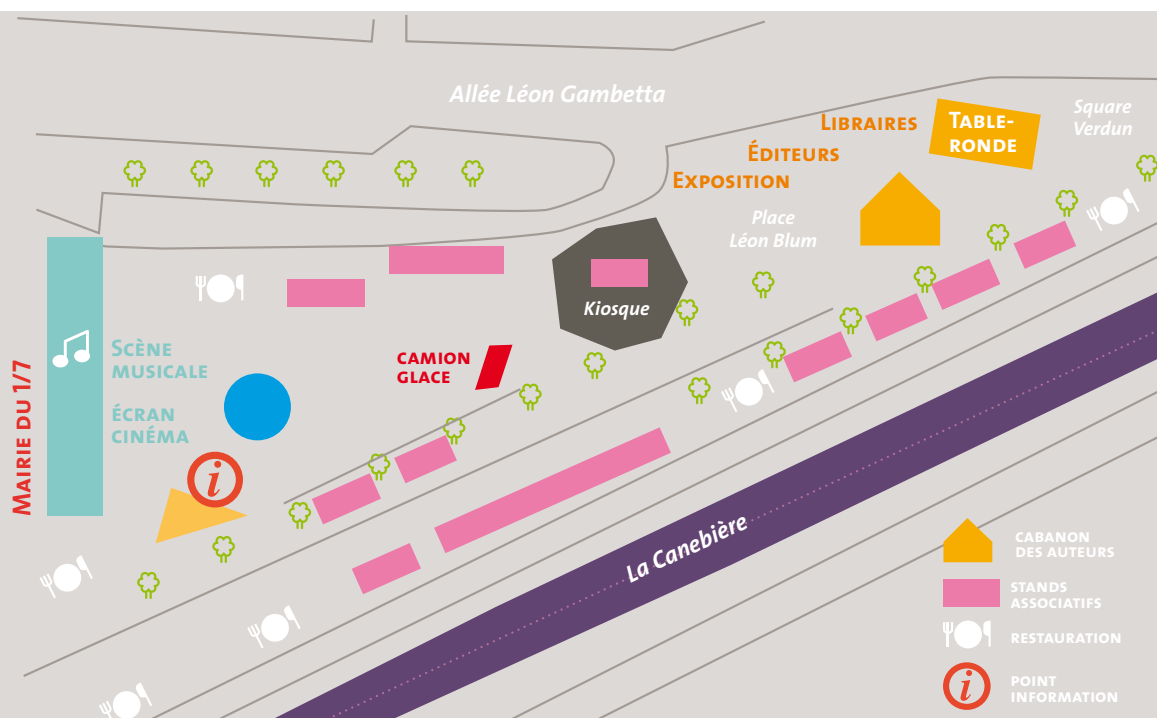 Allée Léon Gambetta
Square
Verdun
LIBRAIRES
TABLE-
RONDE
ÉDITEURS
EXPOSITION
Place
Léon Blum
Kiosque
CAMION
GLACE
SCÈNE
MUSICALE
ÉCRAN
CINÉMA
MAIRIE DU 1/7
i
La Canebière
CABANON
DES AUTEURS
STANDS
ASSOCIATIFS
RESTAURATION
i
POINT
INFORMATION